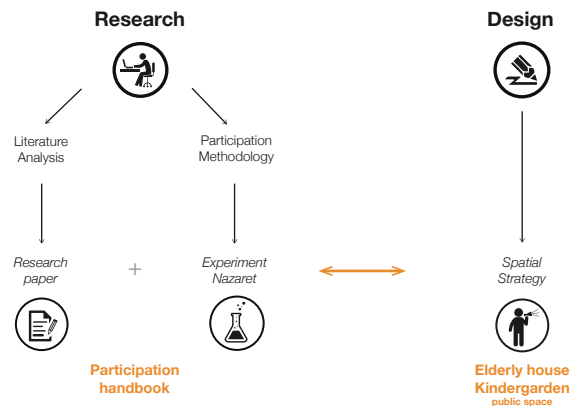 Research
Design
Literature
Analysis
Participation
Methodology
Research
paper
+
Experiment
Nazaret
Spatial
Strategy
Participation
handbook
Elderly house
Kindergarden
public space